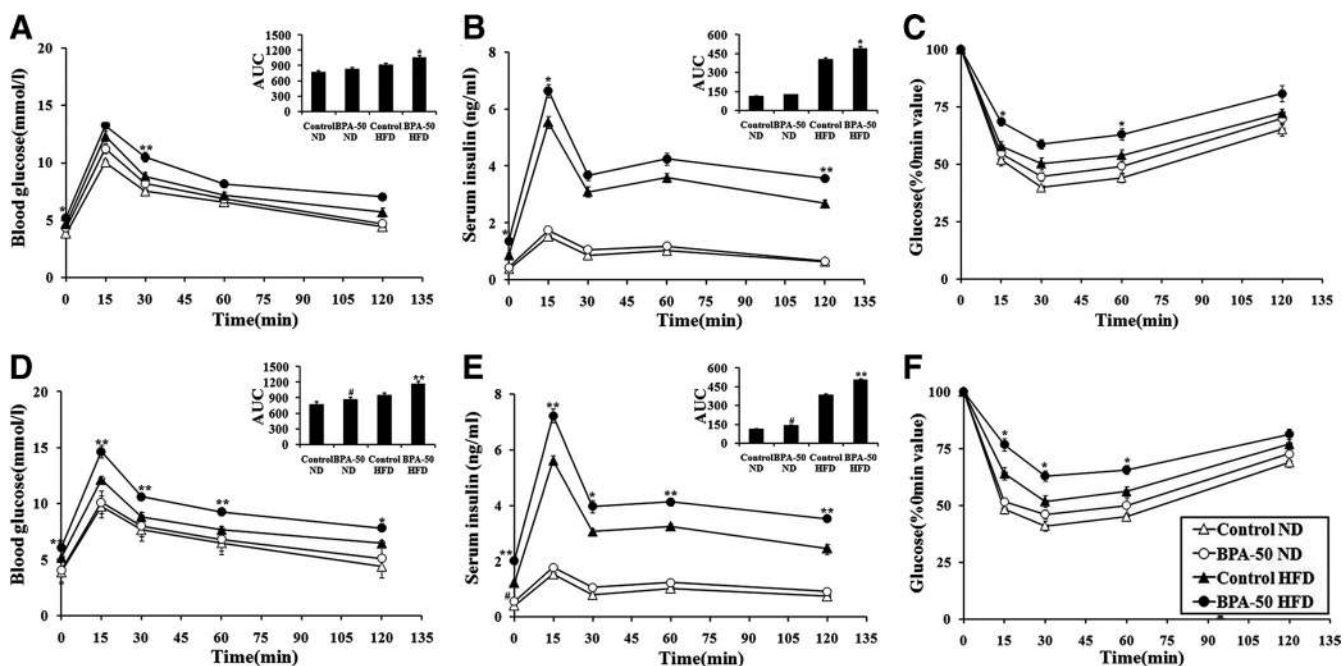 A
20
15
10
5
0
Blood glucose(mmol/l)
0 15 30 45 60 75 90 105 120 135
Time(min)
* **
1500
1200
900
600
300
0
AUC
*
Control BPA-50 Control BPA-50
ND ND HFD HFD
B
8
6
4
2
0
Serum insulin (ng/ml)
0 15 30 45 60 75 90 105 120 135
Time(min)
* * **
600
450
300
150
0
AUC
*
Control BPA-50 Control BPA-50
ND ND HFD HFD
C
100
75
50
25
0
Glucose(%0min value)
0 15 30 45 60 75 90 105 120 135
Time(min)
* *
D
20
15
10
5
0
Blood glucose(mmol/l)
0 15 30 45 60 75 90 105 120 135
Time(min)
* ** ** ** *
*
1500
1200
900
600
300
0
AUC
# **
Control BPA-50 Control BPA-50
ND ND HFD HFD
E
8
6
4
2
0
Serum insulin (ng/ml)
0 15 30 45 60 75 90 105 120 135
Time(min)
** ** * ** **
#
600
450
300
150
0
AUC
# **
Control BPA-50 Control BPA-50
ND ND HFD HFD
F
100
75
50
25
0
Glucose(%0min value)
0 15 30 45 60 75 90 105 120 135
Time(min)
* * *
Control ND
BPA-50 ND
Control HFD
BPA-50 HFD